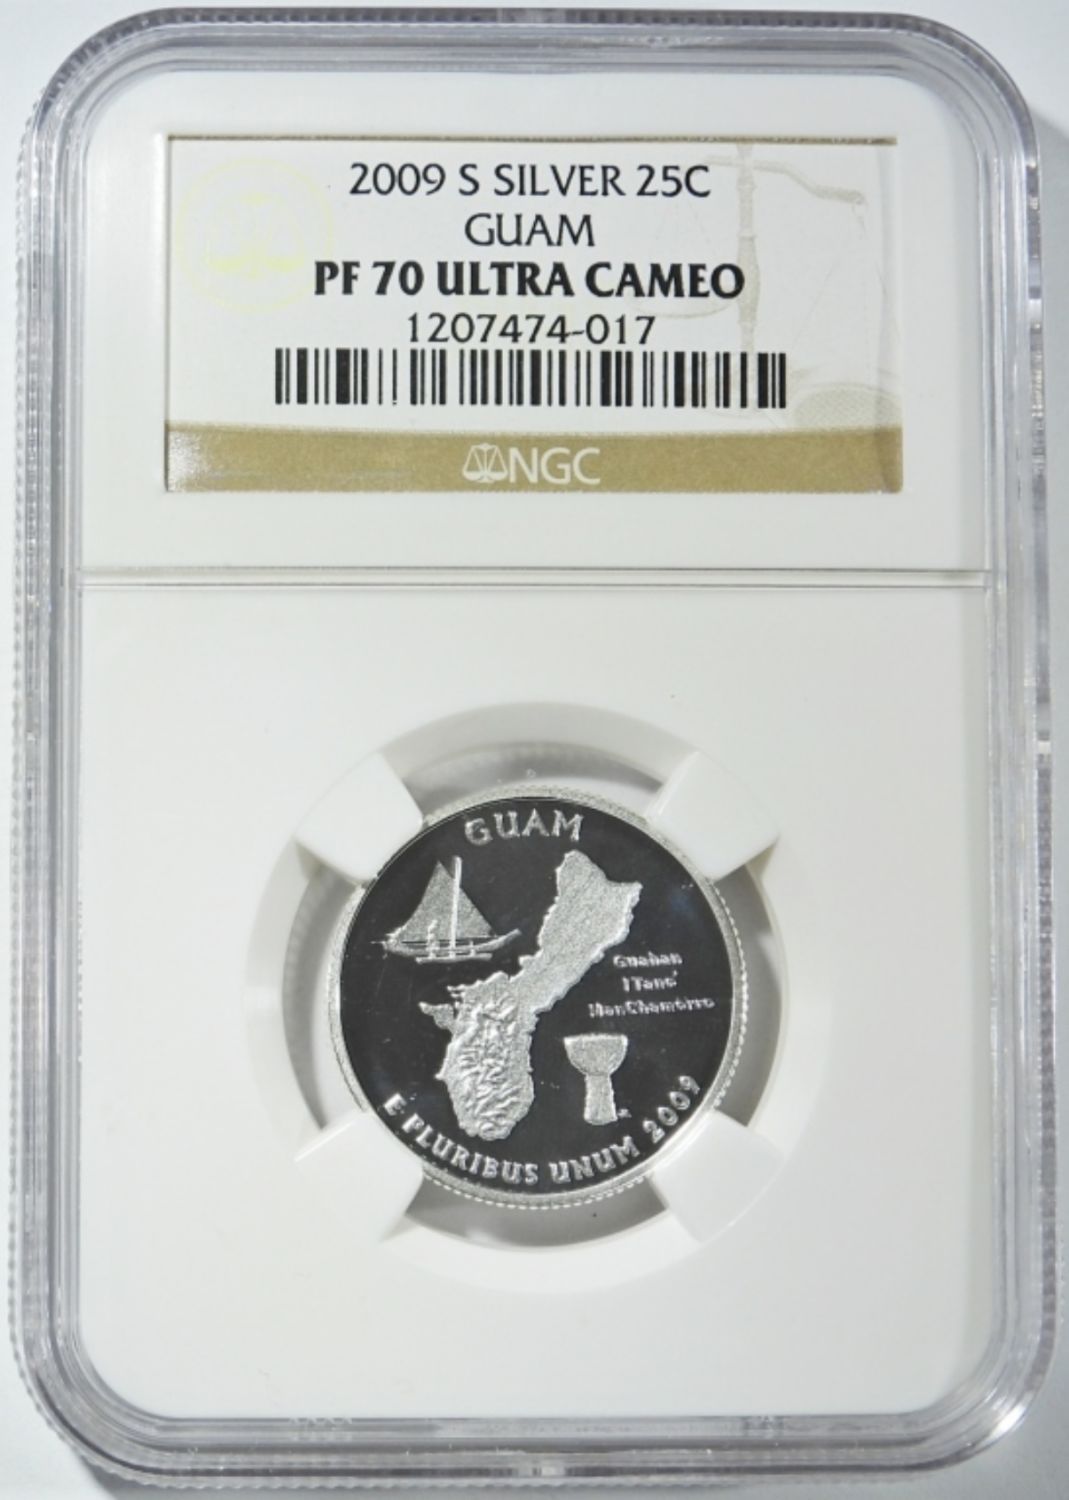 2009 S SILVER 25C
GUAM
PF 70 ULTRA CAMEO
1207474-017
NGC
GUAM
Guahan
I Tano'
ManChamorro
E PLURIBUS UNUM 2009